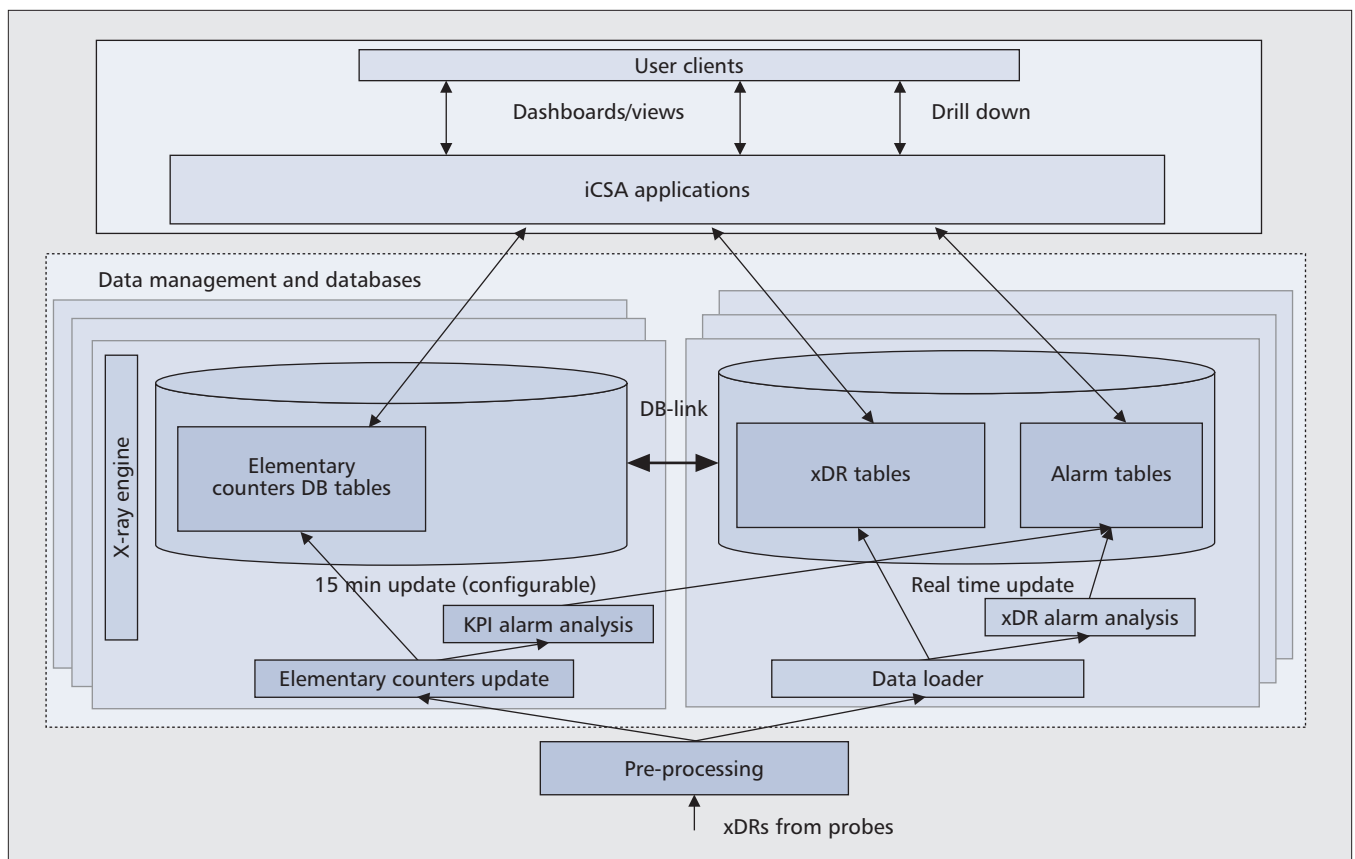 User clients
Dashboards/views
Drill down
iCSA applications
Data management and databases
X-ray engine
DB-link
Elementary
counters DB tables
xDR tables
Alarm tables
15 min update (configurable)
Real time update
KPI alarm analysis
xDR alarm analysis
Elementary counters update
Data loader
Pre-processing
xDRs from probes